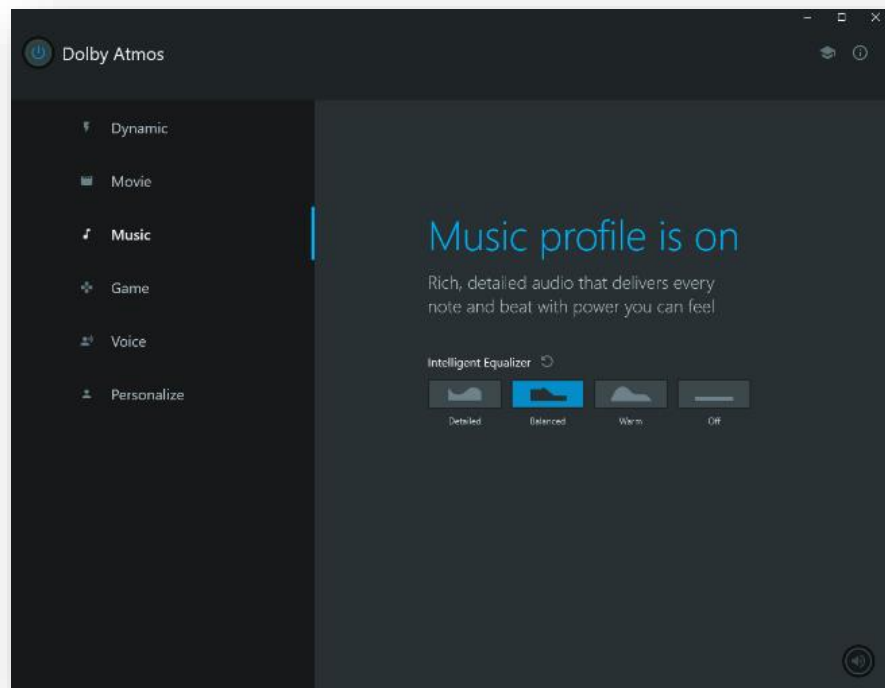 Dolby Atmos
Dynamic
Movie
Music
Game
Voice
Personalize
Music profile is on
Rich, detailed audio that delivers every
note and beat with power you can feel
Intelligent Equalizer
Detailed Balanced Warm Off